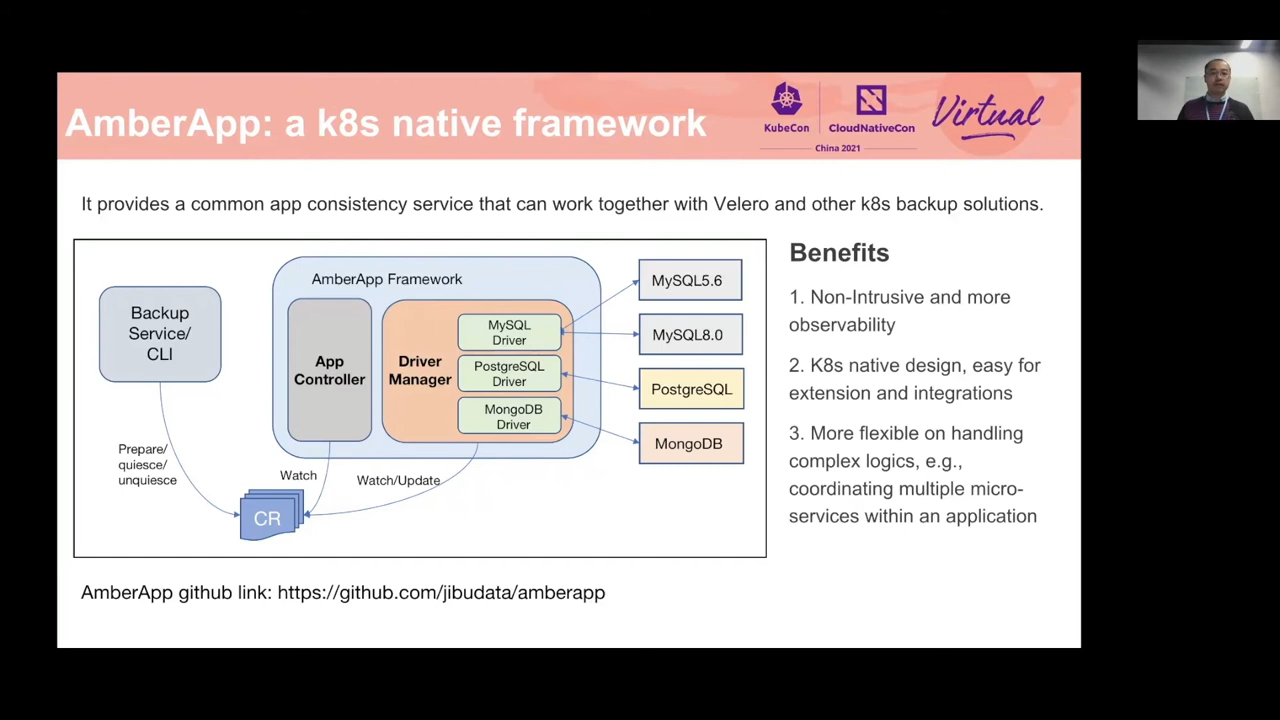 AmberApp: a k8s native framework
KubeCon
CloudNativeCon
China 2021
Virtual
It provides a common app consistency service that can work together with Velero and other k8s backup solutions.
Backup
Service/
CLI
Prepare/
quiesce/
unquiesce
CR
Watch
Watch/Update
AmberApp Framework
App
Controller
Driver
Manager
MySQL
Driver
PostgreSQL
Driver
MongoDB
Driver
MySQL5.6
MySQL8.0
PostgreSQL
MongoDB
Benefits
1. Non-Intrusive and more
observability
2. K8s native design, easy for
extension and integrations
3. More flexible on handling
complex logics, e.g.,
coordinating multiple micro-
services within an application
AmberApp github link: https://github.com/jibudata/amberapp